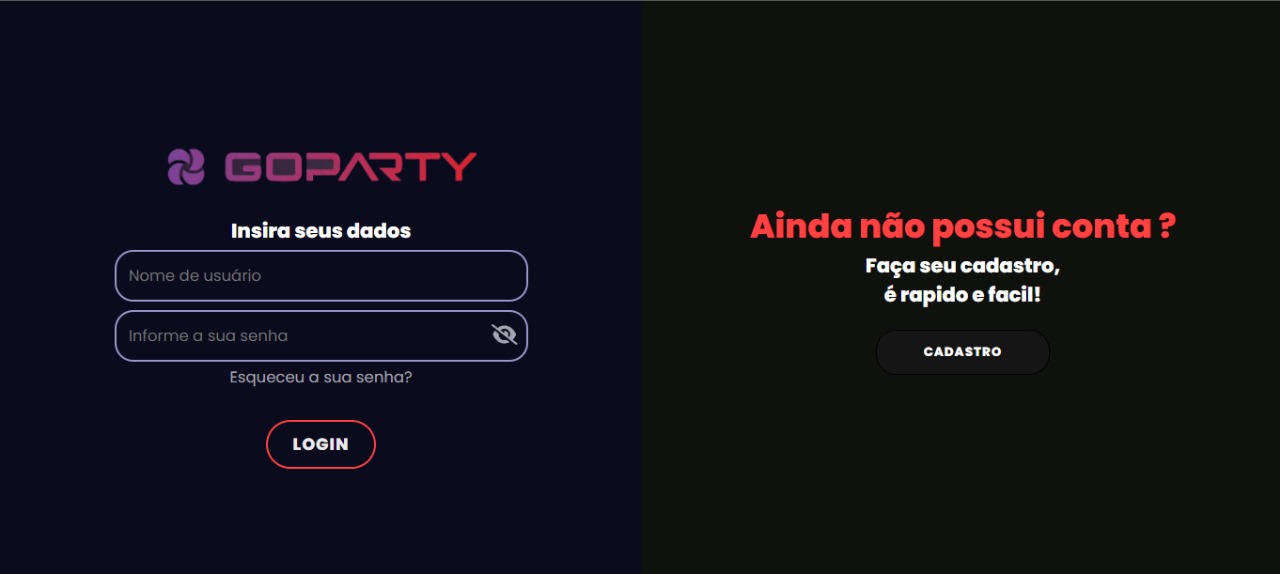 GOPARTY
Insira seus dados
Nome de usuário
Informe a sua senha
Esqueceu a sua senha?
LOGIN
Ainda não possui conta ?
Faça seu cadastro,
é rapido e facil!
CADASTRO